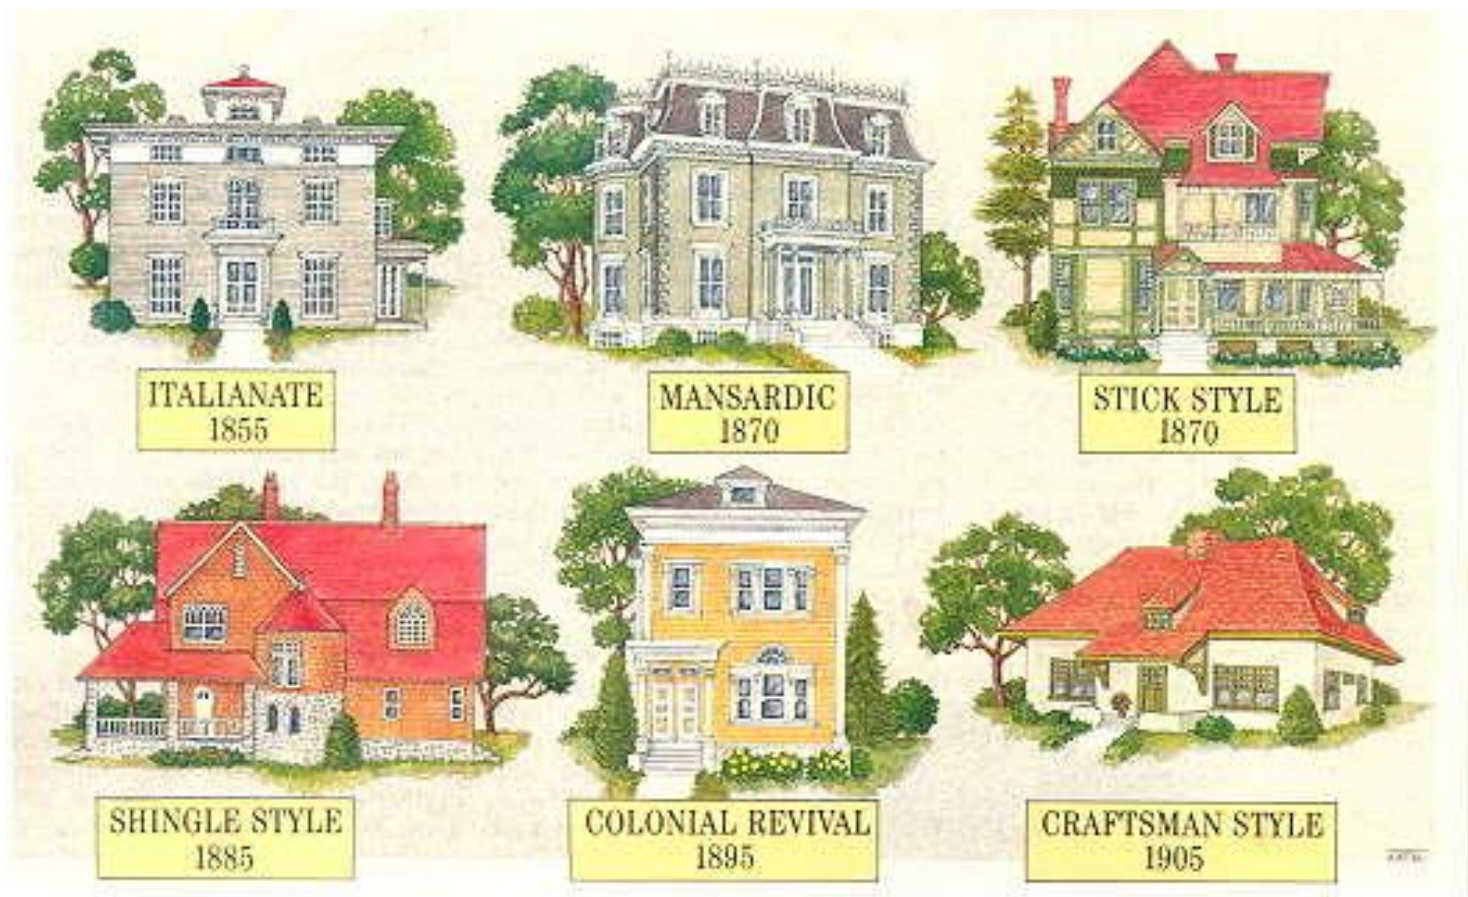 ITALIANATE
1855
MANSARDIC
1870
STICK STYLE
1870
SHINGLE STYLE
1885
COLONIAL REVIVAL
1895
CRAFTSMAN STYLE
1905